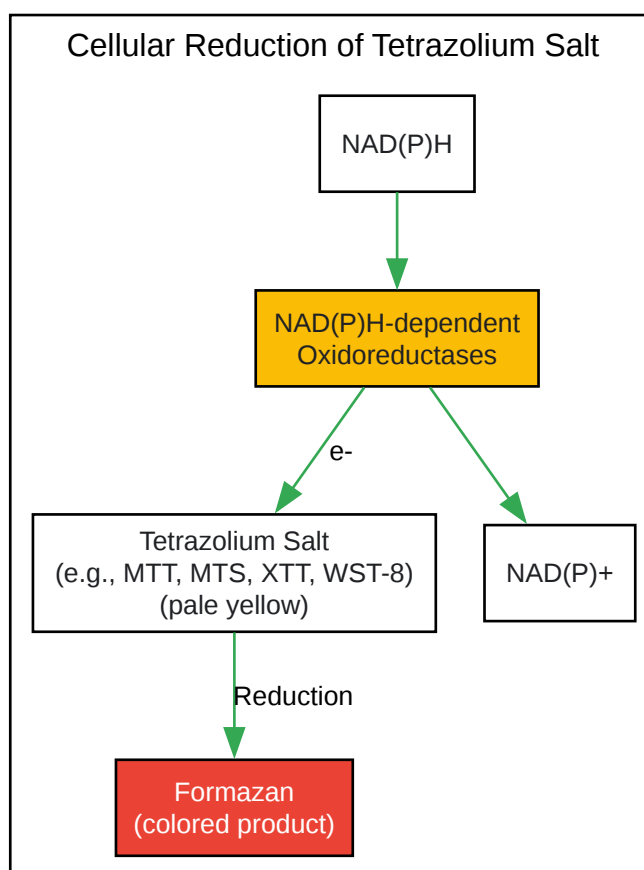 Cellular Reduction of Tetrazolium Salt
NAD(P)H
NAD(P)H-dependent
Oxidoreductases
e-
Tetrazolium Salt
(e.g., MTT, MTS, XTT, WST-8)
(pale yellow)
NAD(P)+
Reduction
Formazan
(colored product)